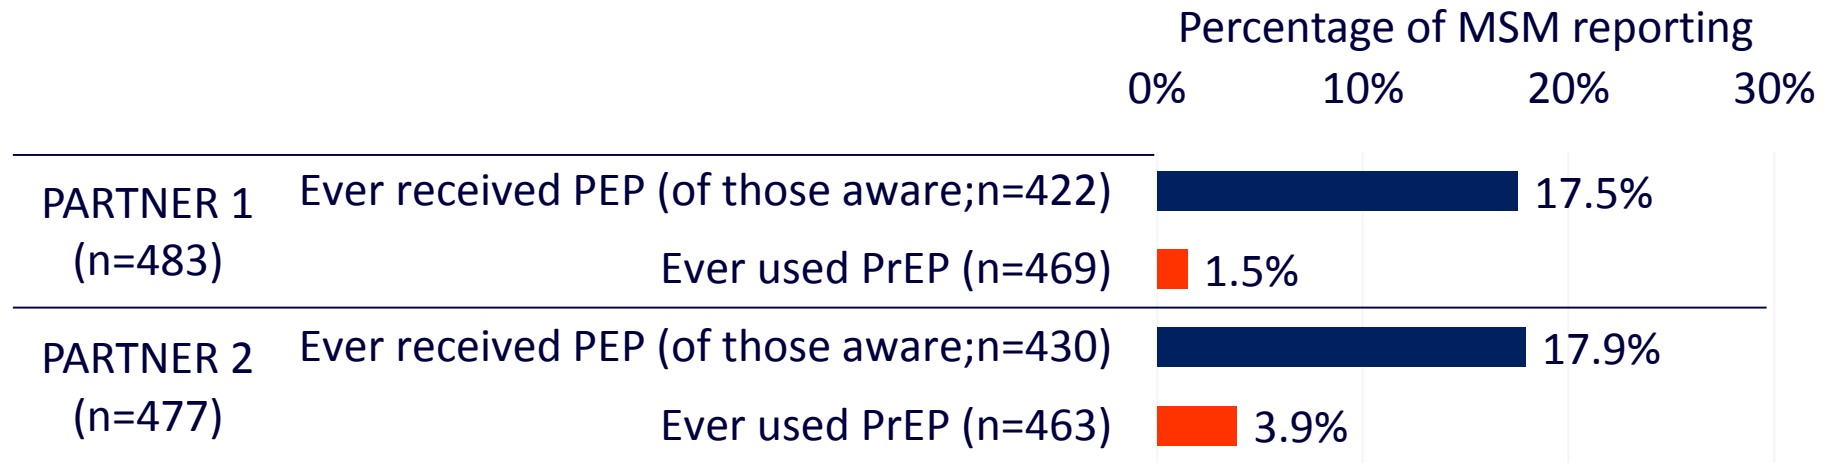 Percentage of MSM reporting
0% 10% 20% 30%
PARTNER 1
(n=483)
Ever received PEP (of those aware;n=422) 17.5%
Ever used PrEP (n=469) 1.5%
PARTNER 2
(n=477)
Ever received PEP (of those aware;n=430) 17.9%
Ever used PrEP (n=463) 3.9%